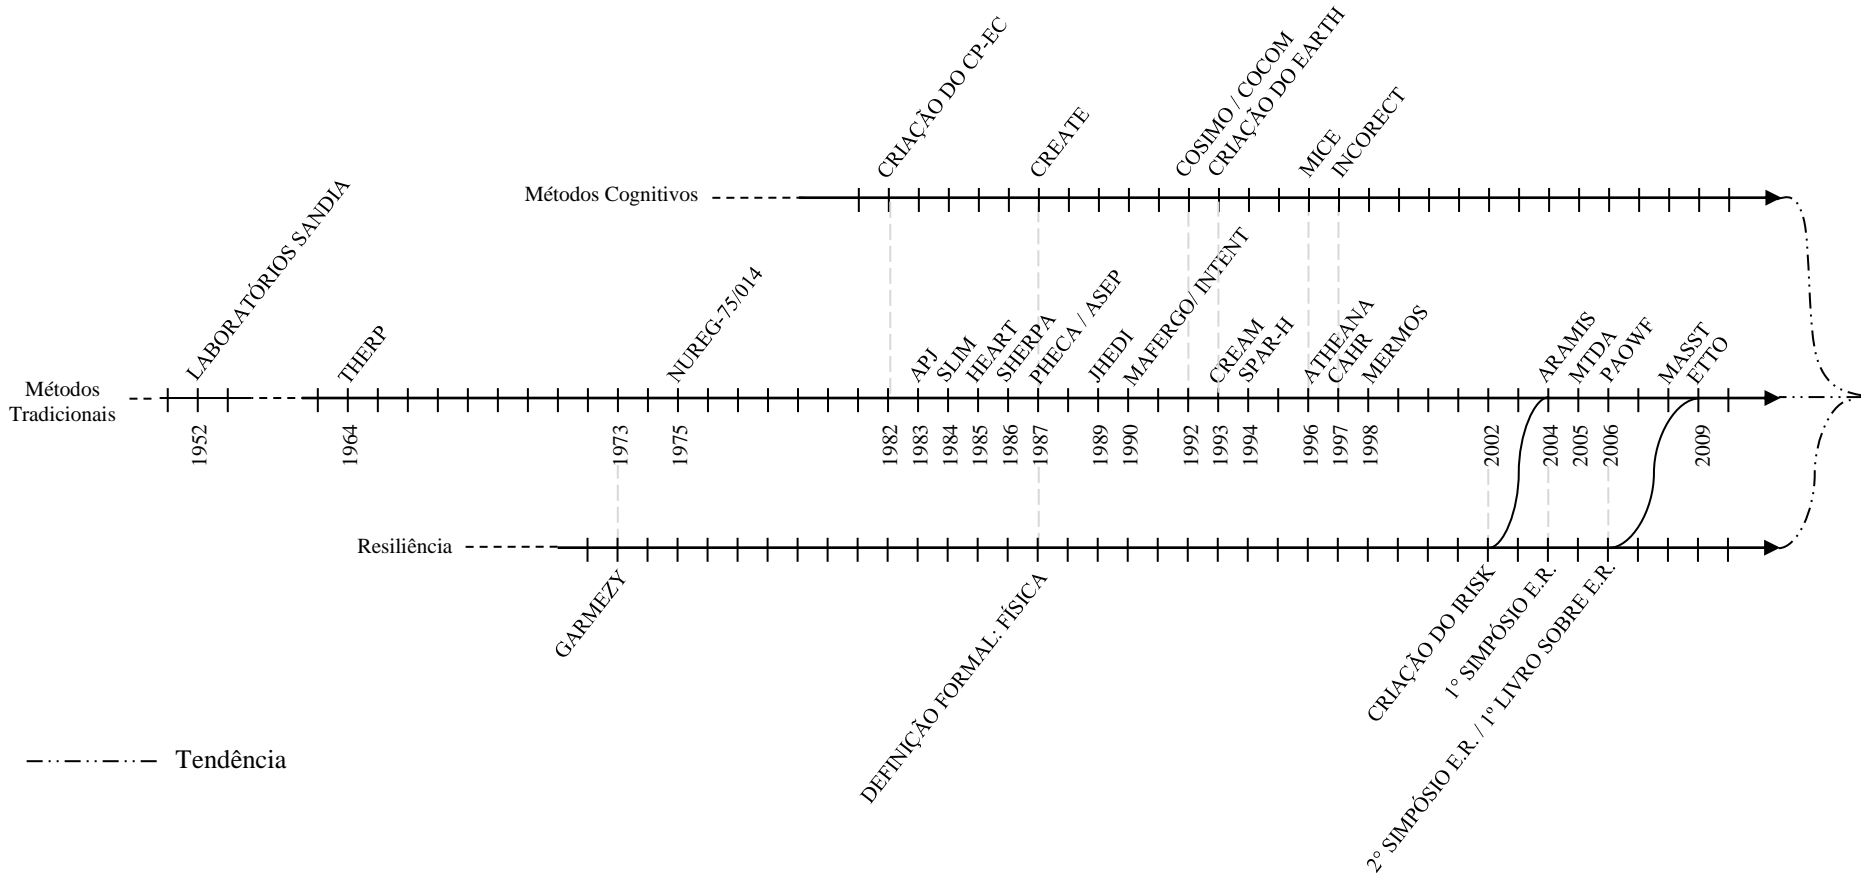 CRIAÇÃO DO CP-EC
CREATE
COSIMO / COCOM
CRIAÇÃO DO EARTH
MICE
INCORECT
Métodos Cognitivos
LABORATÓRIOS SANDIA
THERP
NUREG-75/014
APJ
SLIM
HEART
SHERPA
PHECA / ASEP
JHEDI
MAFERGO/ INTENT
CREAM
SPAR-H
ATHEANA
CAHR
MERMOS
ARAMIS
MTDA
PAOWF
MASST
ETTO
Métodos
Tradicionais
1952
1964
1973
1975
1982
1983
1984
1985
1986
1987
1989
1990
1992
1993
1994
1996
1997
1998
2002
2004
2005
2006
2009
Resiliência
GARMEZY
DEFINIÇÃO FORMAL: FÍSICA
CRIAÇÃO DO IRISK
1° SIMPÓSIO E.R.
2° SIMPÓSIO E.R. / 1º LIVRO SOBRE E.R.
Tendência